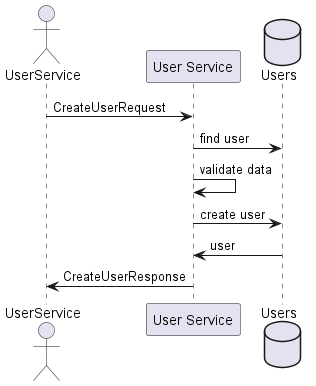 UserService
User Service
Users
CreateUserRequest
find user
validate data
create user
user
CreateUserResponse
UserService
User Service
Users